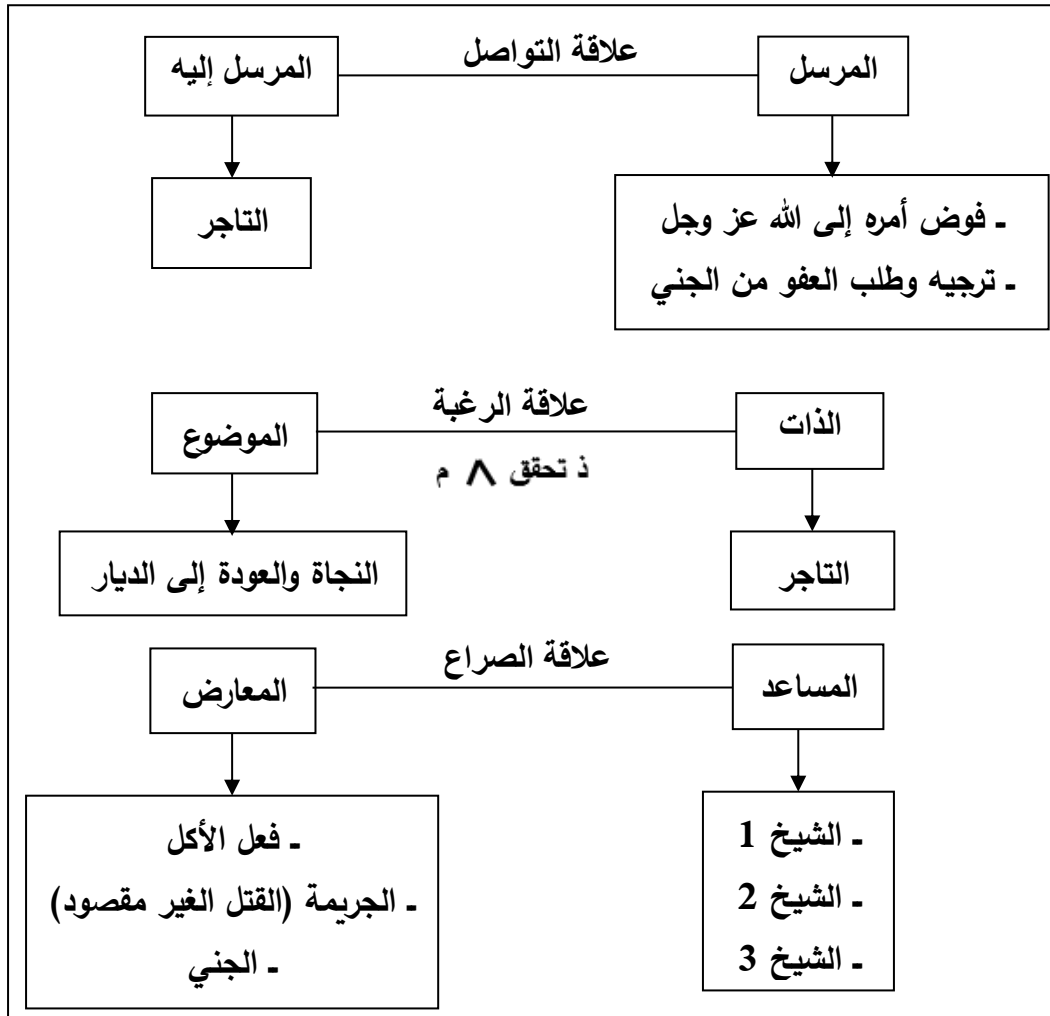 علاقة التواصل
المرسل
المرسل إليه
ـ فوض أمره إلى الله عز وجل
ـ ترجيه وطلب العفو من الجني
التاجر
علاقة الرغبة
الذات
الموضوع
ذ تحقق ∧ م
التاجر
النجاة والعودة إلى الديار
علاقة الصراع
المساعد
المعارض
ـ الشيخ 1
ـ الشيخ 2
ـ الشيخ 3
ـ فعل الأكل
ـ الجريمة (القتل الغير مقصود)
ـ الجني